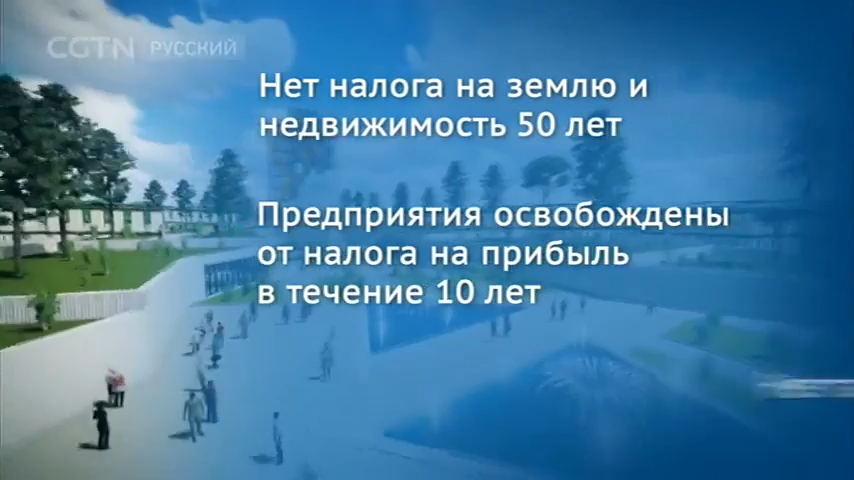 CGTN РУССКИЙ
Нет налога на землю и
недвижимость 50 лет
Предприятия освобождены
от налога на прибыль
в течение 10 лет